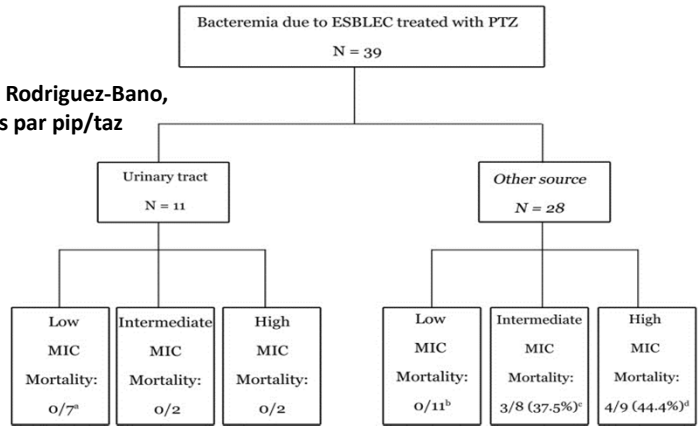 Bacteremia due to ESBLEC treated with PTZ
N = 39
Rodriguez-Bano,
s par pip/taz
Urinary tract
N = 11
Other source
N = 28
Low
MIC
Mortality:
0/7ᵃ
Intermediate
MIC
Mortality:
0/2
High
MIC
Mortality:
0/2
Low
MIC
Mortality:
0/11ᵇ
Intermediate
MIC
Mortality:
3/8 (37.5%)ᶜ
High
MIC
Mortality:
4/9 (44.4%)ᵈ